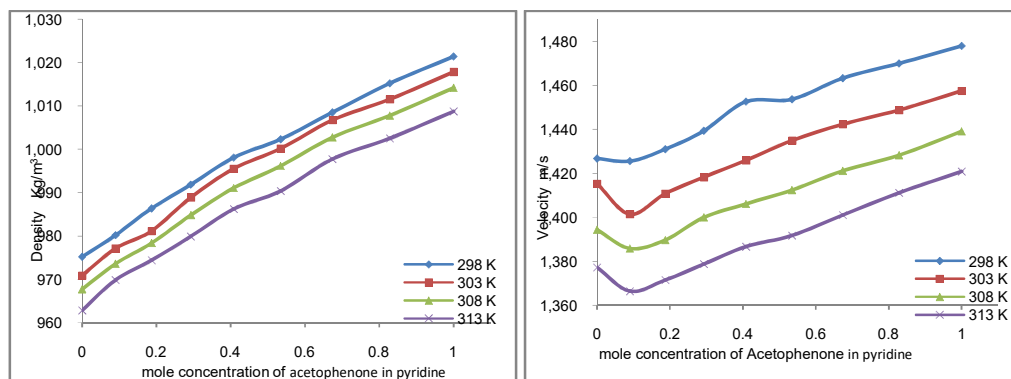 1,030
1,020
1,010
1,000
990
980
970
960
Density Kg/m³
0 0.2 0.4 0.6 0.8 1
mole concentration of acetophenone in pyridine
298 K
303 K
308 K
313 K
1,480
1,460
1,440
1,420
1,400
1,380
1,360
Velocity m/s
0 0.2 0.4 0.6 0.8 1
mole concentration of Acetophenone in pyridine
298 K
303 K
308 K
313 K